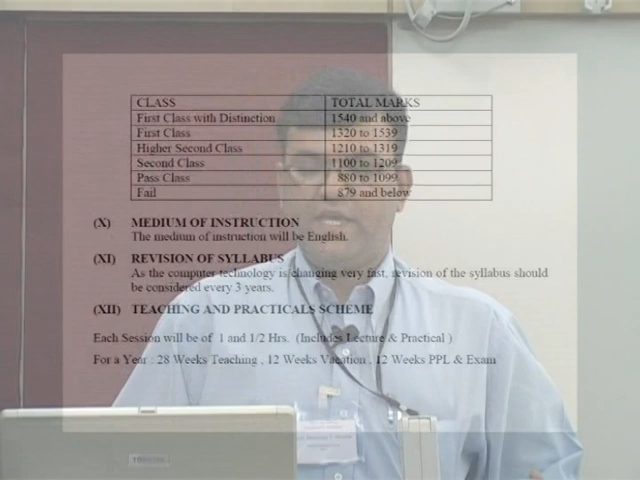 CLASS TOTAL MARKS
First Class with Distinction 1540 and above
First Class 1320 to 1539
Higher Second Class 1210 to 1319
Second Class 1100 to 1209
Pass Class 880 to 1099
Fail 879 and below
(X) MEDIUM OF INSTRUCTION
The medium of instruction will be English.
(XI) REVISION OF SYLLABUS
As the computer technology is changing very fast, revision of the syllabus should
be considered every 3 years.
(XII) TEACHING AND PRACTICALS SCHEME
Each Session will be of 1 and 1/2 Hrs. (Includes Lecture & Practical )
For a Year : 28 Weeks Teaching , 12 Weeks Vacation , 12 Weeks PPL & Exam
TOSHIBA